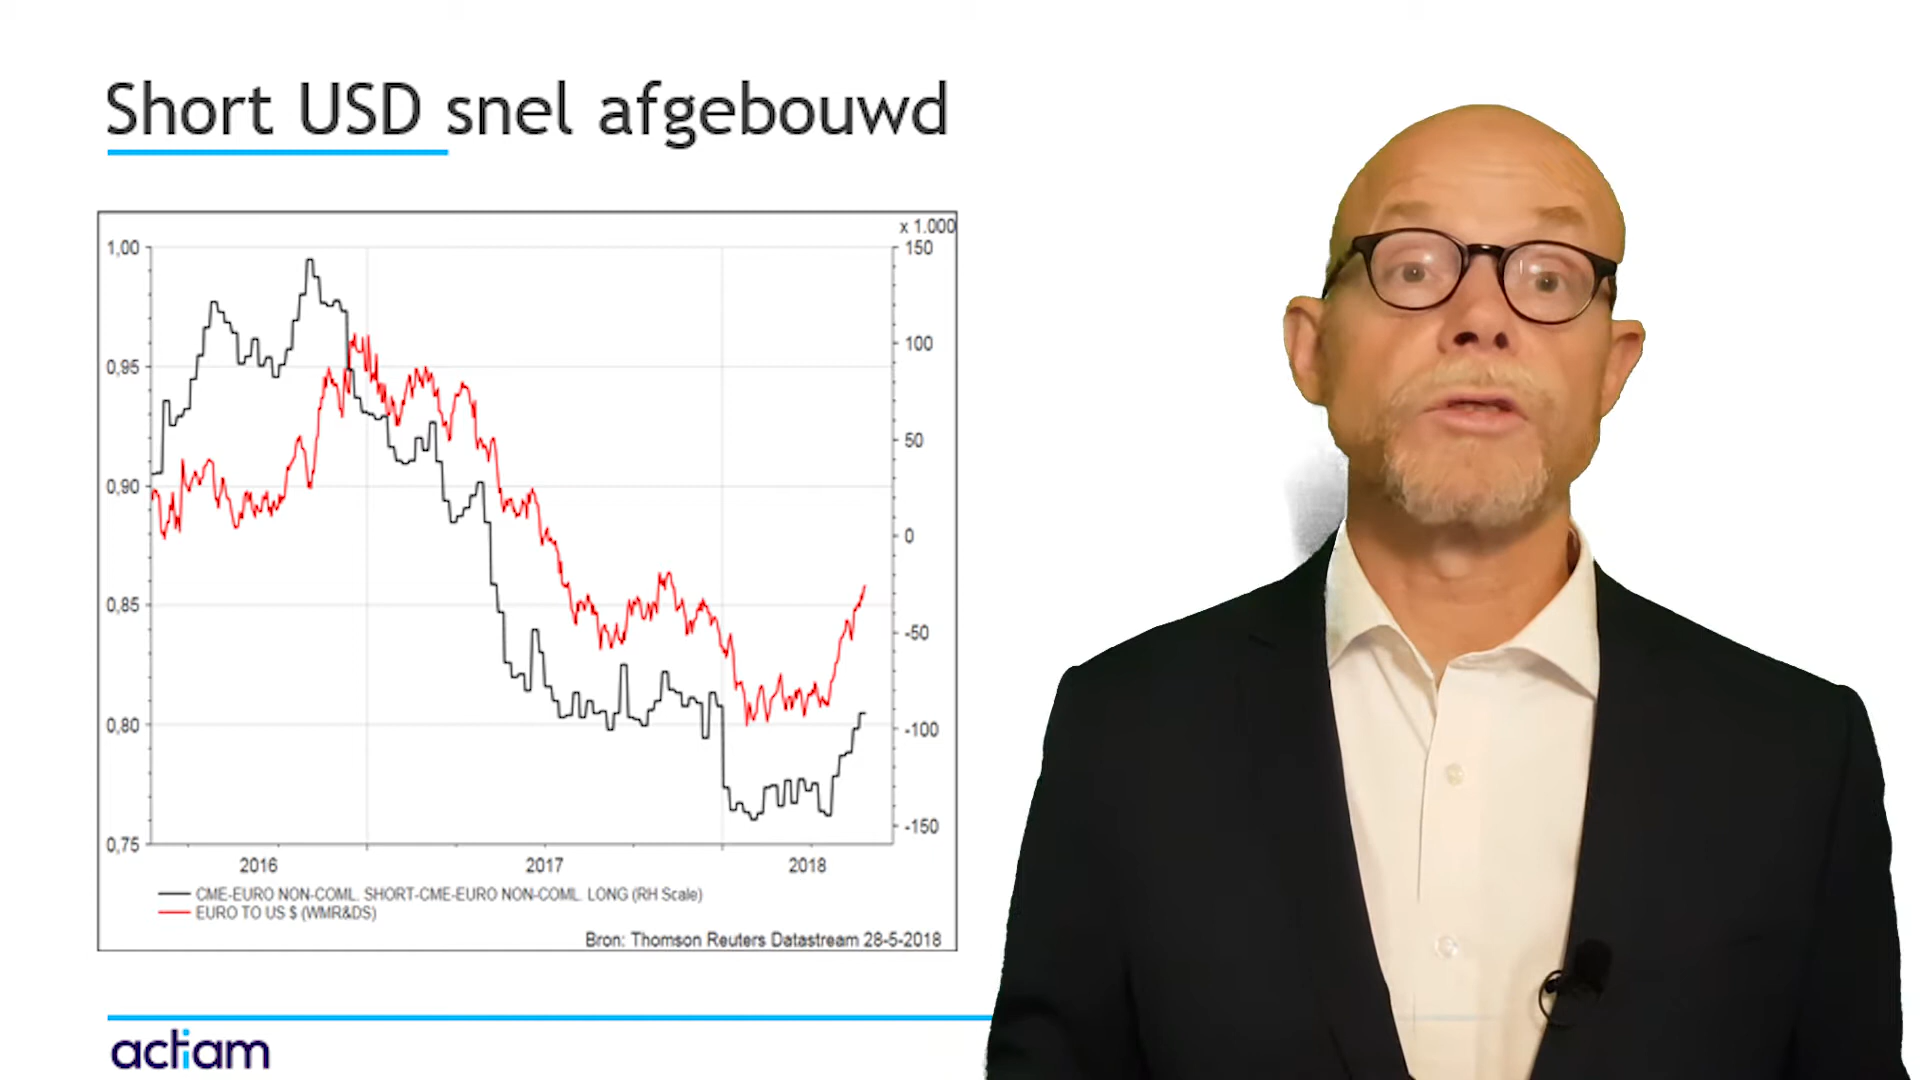 Short USD snel afgebouwd
x 1.000
1,00
0,95
0,90
0,85
0,80
0,75
150
100
50
0
-50
-100
-150
2016 2017 2018
CME-EURO NON-COML. SHORT-CME-EURO NON-COML. LONG (RH Scale)
EURO TO US $ (WMR&DS)
Bron: Thomson Reuters Datastream 28-5-2018
actiam